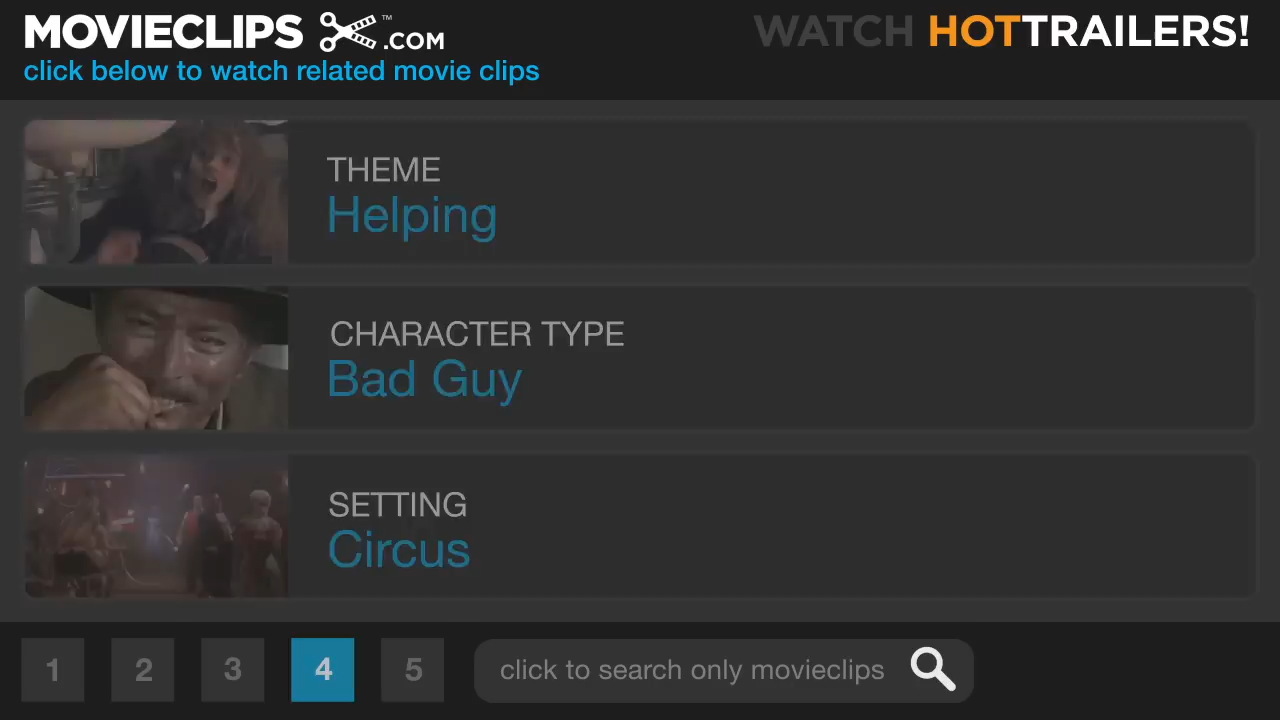 MOVIECLIPS ™ .COM
WATCH HOTTRAILERS!
click below to watch related movie clips
THEME
Helping
CHARACTER TYPE
Bad Guy
SETTING
Circus
1 2 3 4 5 click to search only movieclips